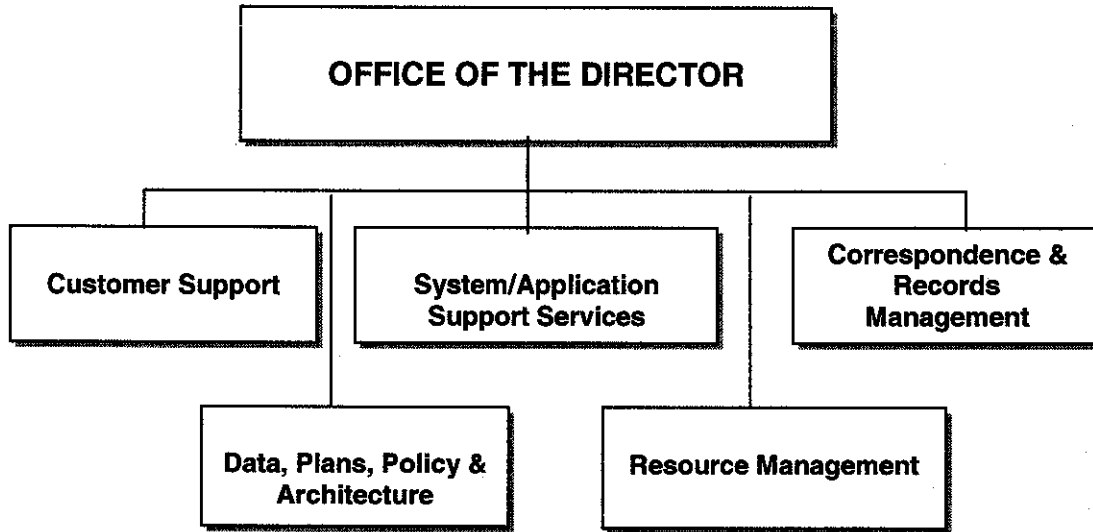 OFFICE OF THE DIRECTOR
Customer Support
System/Application
Support Services
Correspondence &
Records
Management
Data, Plans, Policy &
Architecture
Resource Management